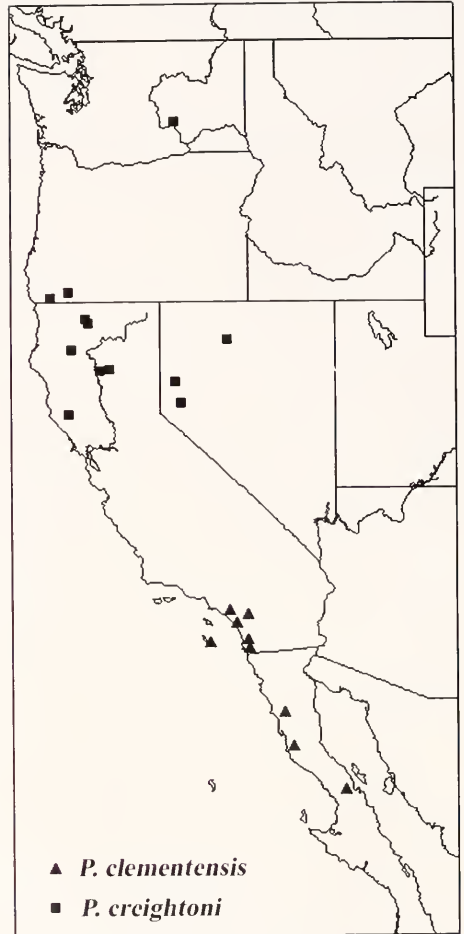 ▲ P. clementensis
■ P. creightoni